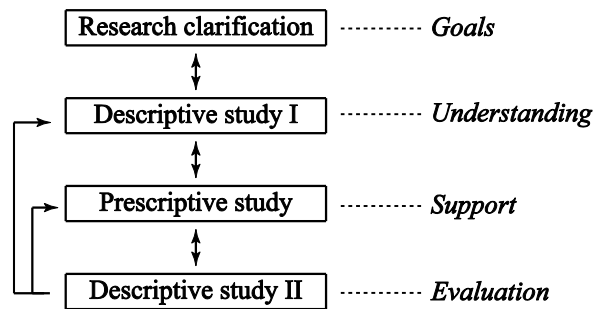 Research clarification
Goals
Descriptive study I
Understanding
Prescriptive study
Support
Descriptive study II
Evaluation